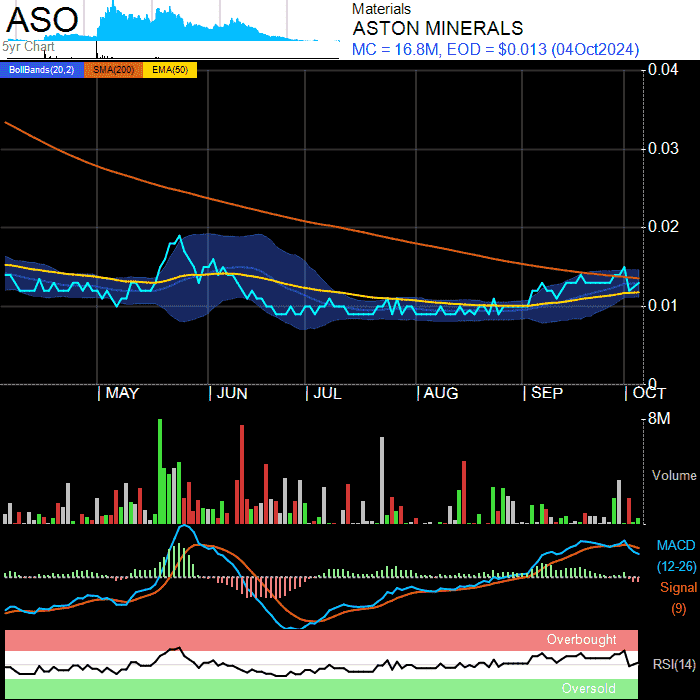 ASO
5yr Chart
Materials
ASTON MINERALS
MC = 16.8M, EOD = $0.013 (04Oct2024)
BollBands(20,2) SMA(200) EMA(50)
0.04
0.03
0.02
0.01
0
MAY JUN JUL AUG SEP OCT
8M
Volume
MACD
(12-26)
Signal
(9)
Overbought
RSI(14)
Oversold